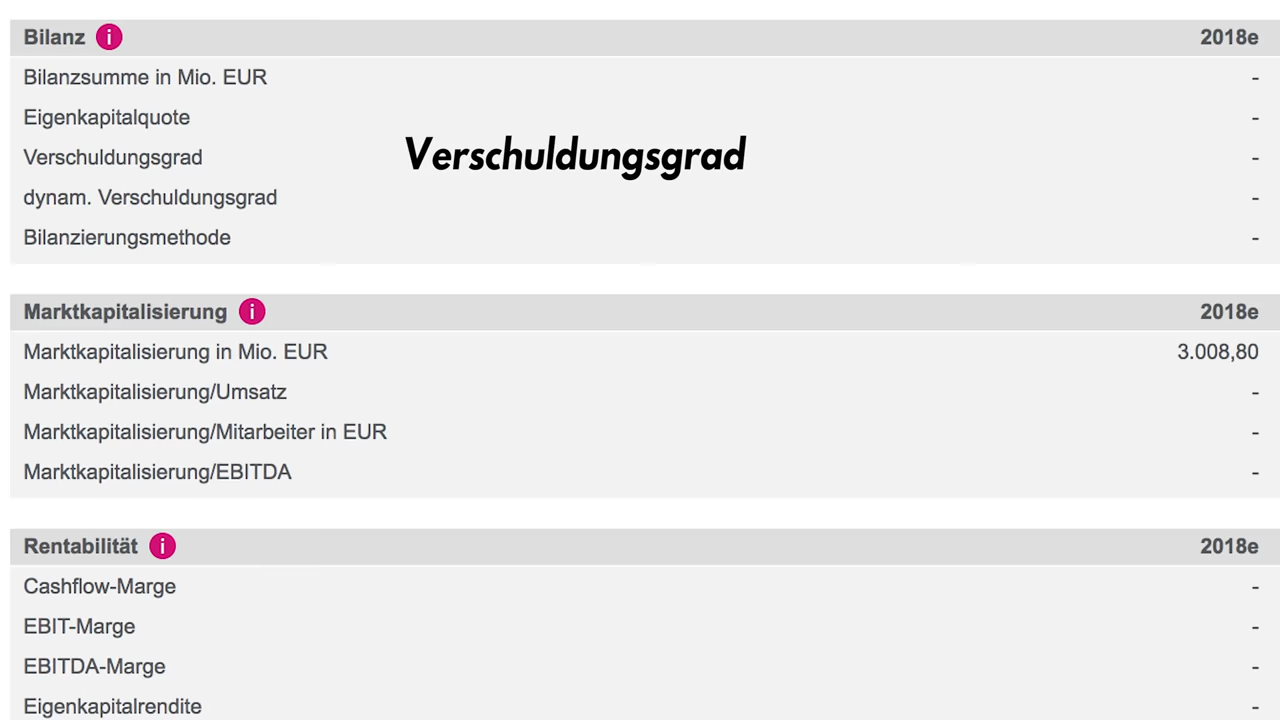 Bilanz i 2018e
Bilanzsumme in Mio. EUR -
Eigenkapitalquote -
Verschuldungsgrad Verschuldungsgrad -
dynam. Verschuldungsgrad -
Bilanzierungsmethode -
Marktkapitalisierung i 2018e
Marktkapitalisierung in Mio. EUR 3.008,80
Marktkapitalisierung/Umsatz -
Marktkapitalisierung/Mitarbeiter in EUR -
Marktkapitalisierung/EBITDA -
Rentabilität i 2018e
Cashflow-Marge -
EBIT-Marge -
EBITDA-Marge -
Eigenkapitalrendite -